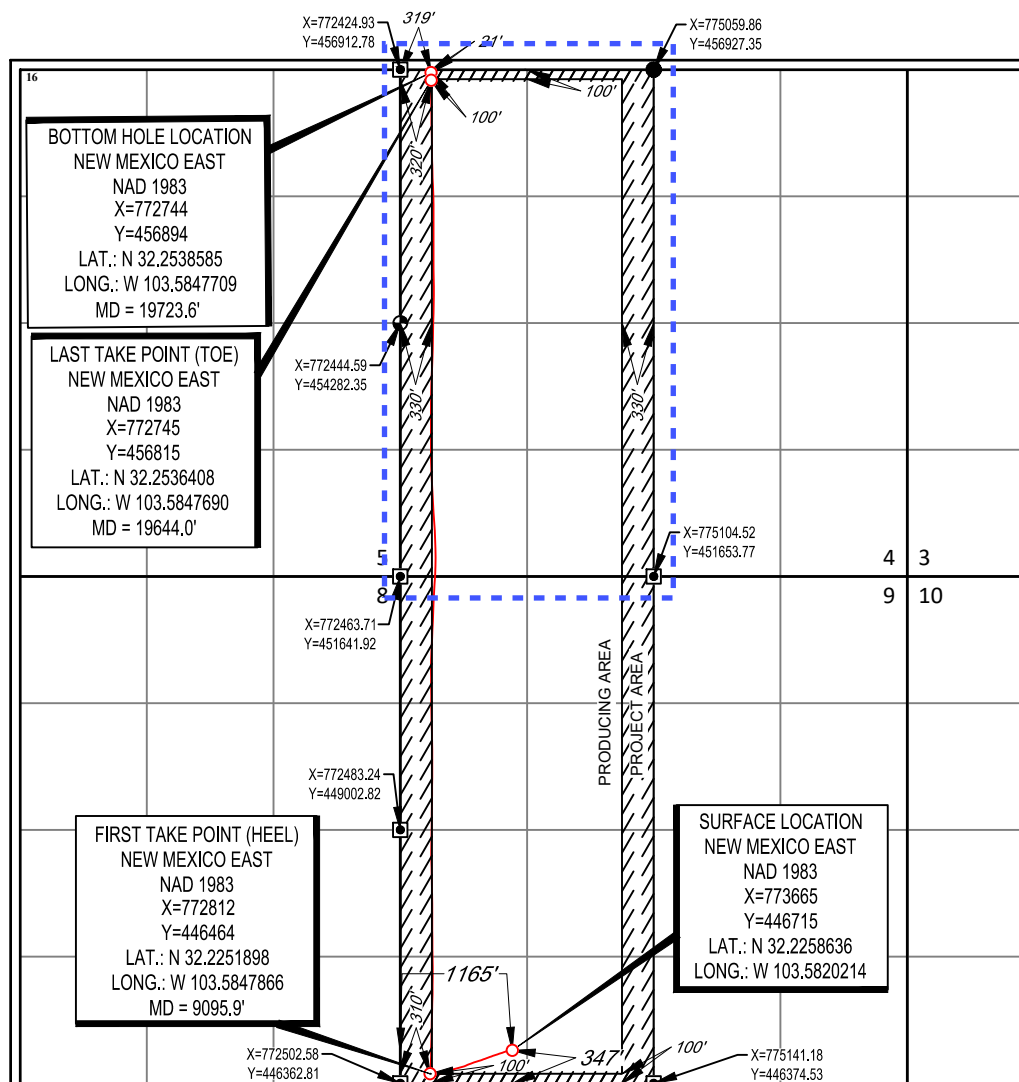 X=772424.93
Y=456912.78
319'
21'
X=775059.86
Y=456927.35
16
100'
100'
320'
BOTTOM HOLE LOCATION
NEW MEXICO EAST
NAD 1983
X=772744
Y=456894
LAT.: N 32.2538585
LONG.: W 103.5847709
MD = 19723.6'
LAST TAKE POINT (TOE)
NEW MEXICO EAST
NAD 1983
X=772745
Y=456815
LAT.: N 32.2536408
LONG.: W 103.5847690
MD = 19644.0'
X=772444.59
Y=454282.35
330'
330'
X=775104.52
Y=451653.77
5
4 3
8
9 10
X=772463.71
Y=451641.92
PRODUCING AREA
PROJECT AREA
X=772483.24
Y=449002.82
FIRST TAKE POINT (HEEL)
NEW MEXICO EAST
NAD 1983
X=772812
Y=446464
LAT.: N 32.2251898
LONG.: W 103.5847866
MD = 9095.9'
SURFACE LOCATION
NEW MEXICO EAST
NAD 1983
X=773665
Y=446715
LAT.: N 32.2258636
LONG.: W 103.5820214
1165'
310'
100'
347'
100'
X=772502.58
Y=446362.81
X=775141.18
Y=446374.53